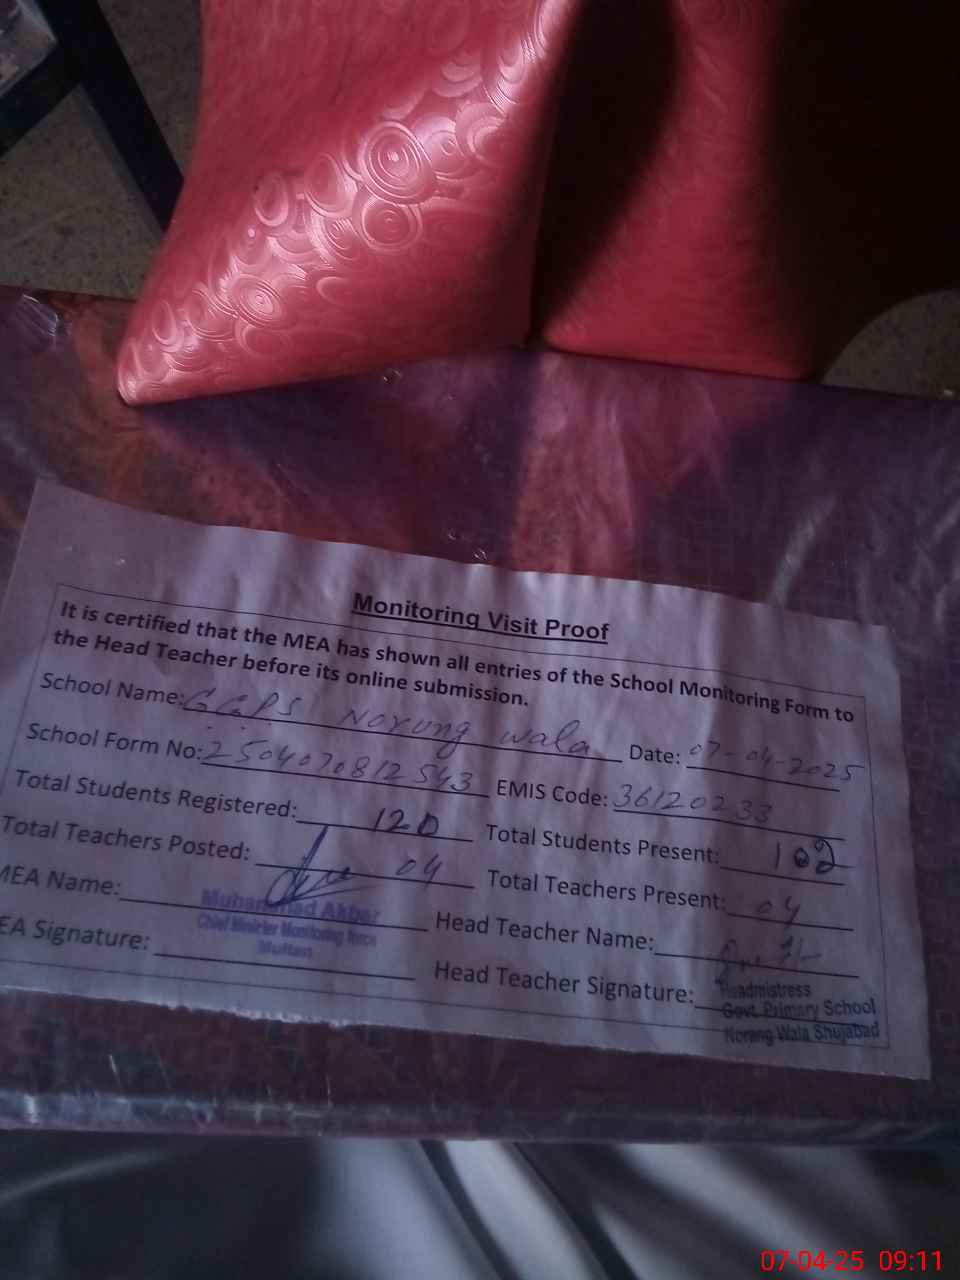 Monitoring Visit Proof
It is certified that the MEA has shown all entries of the School Monitoring Form to
the Head Teacher before its online submission.
School Name: GGPS Norung wala Date: 07-04-2025
School Form No: 2504070812543 EMIS Code: 36120233
Total Students Registered: 120 Total Students Present: 102
Total Teachers Posted: 04 Total Teachers Present: 04
MEA Name: Muhammad Akbar Head Teacher Name:
Chief Minister Monitoring Force
Multan
EA Signature: Head Teacher Signature:
Headmistress
Govt. Primary School
Norang Wala Shujabad
07-04-25 09:11